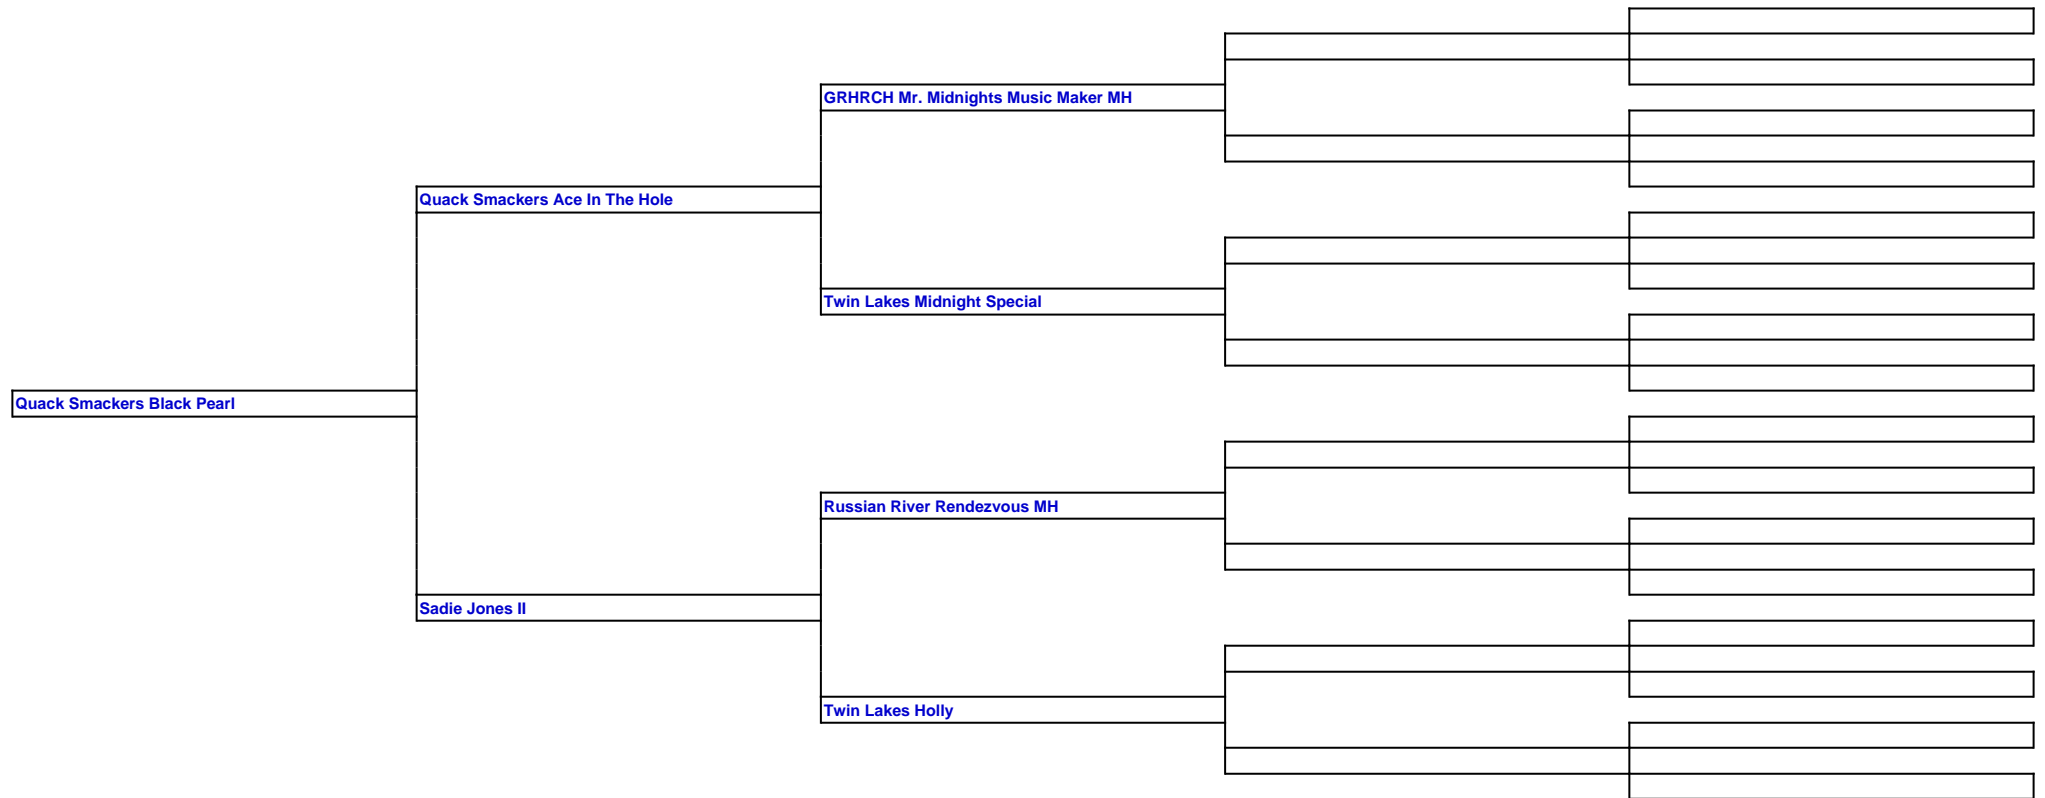 GRHRCH Mr. Midnights Music Maker MH
Quack Smackers Ace In The Hole
Twin Lakes Midnight Special
Quack Smackers Black Pearl
Russian River Rendezvous MH
Sadie Jones II
Twin Lakes Holly